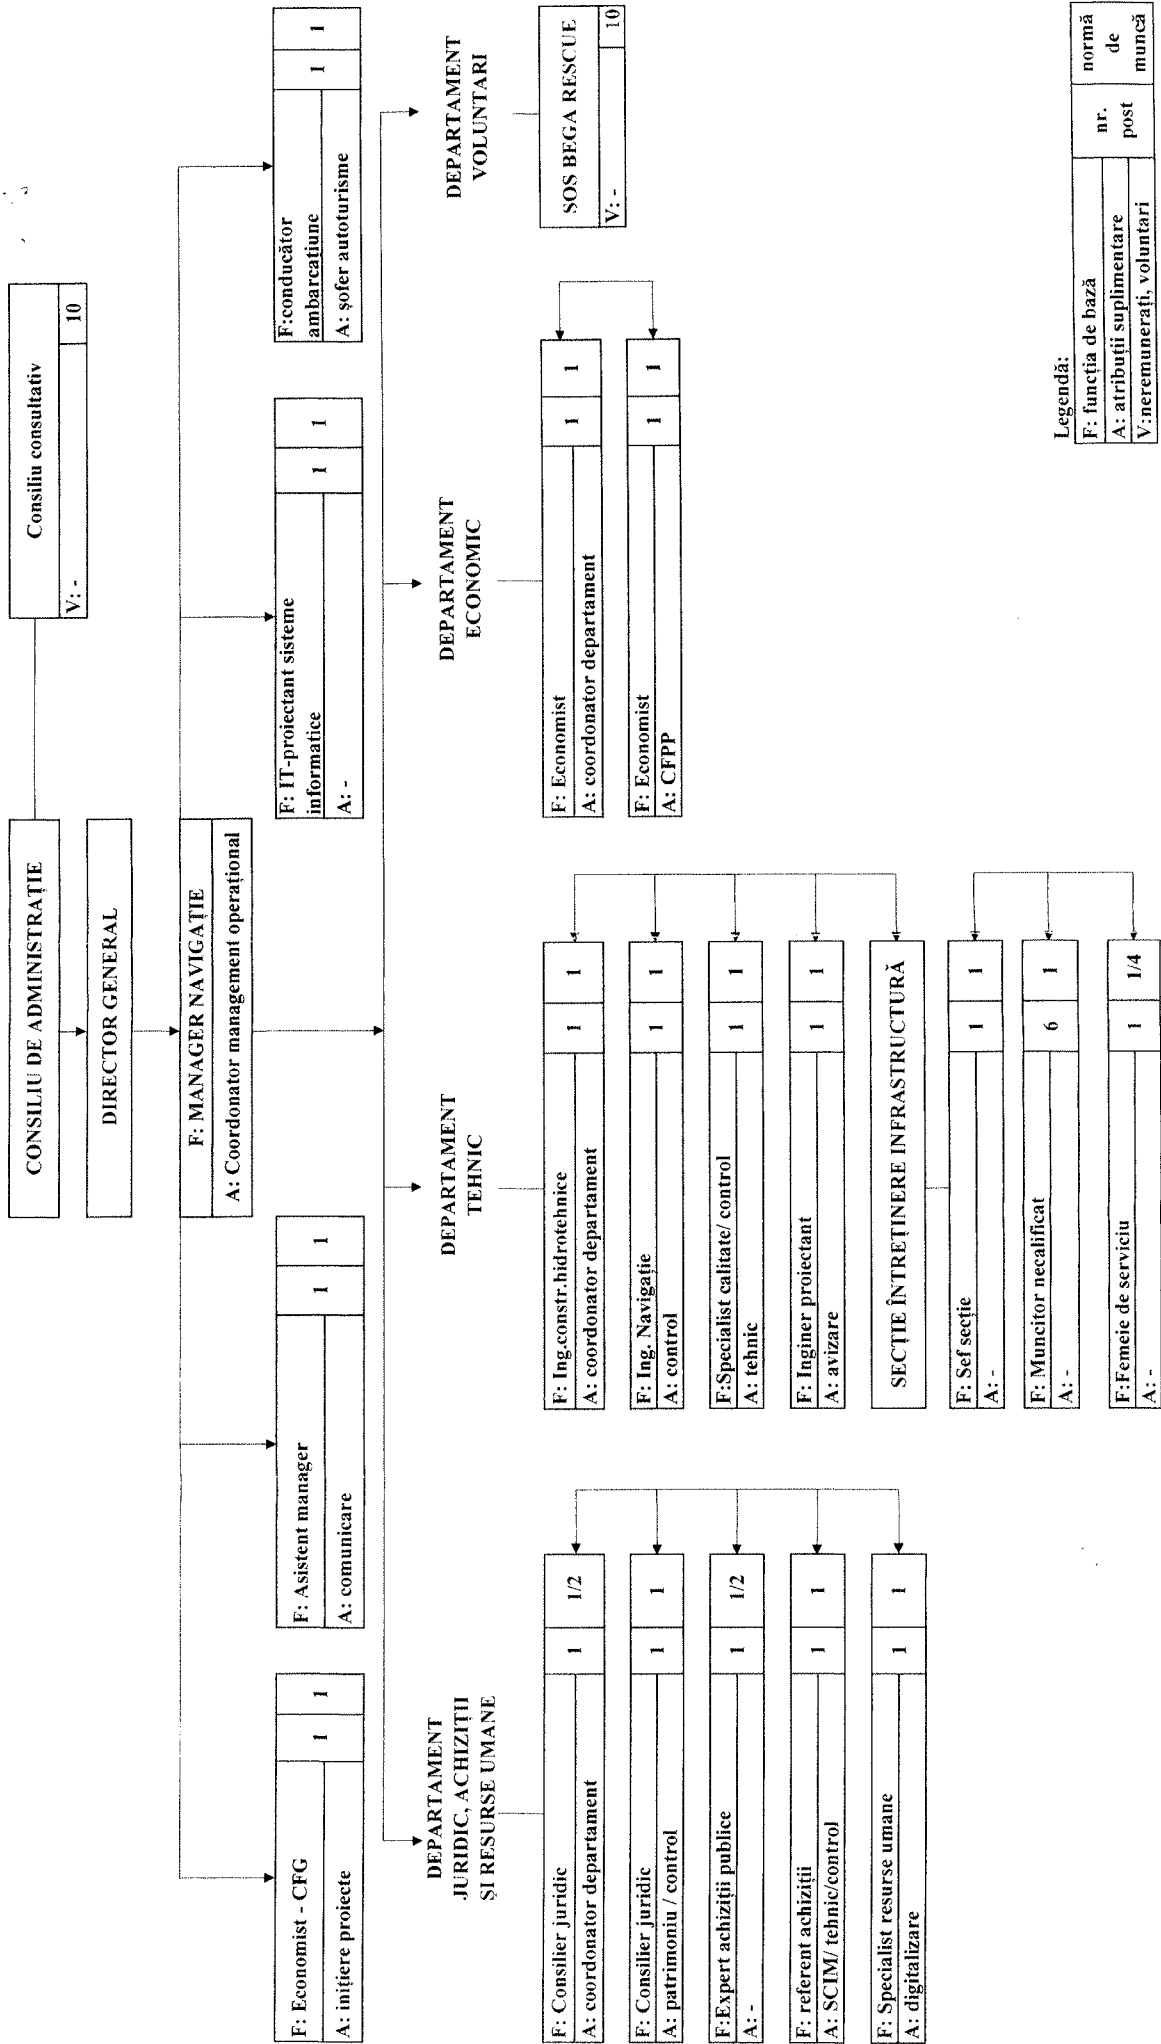 CONSILIU DE ADMINISTRAȚIE
Consiliu consultativ
V: -
10
DIRECTOR GENERAL
F: MANAGER NAVIGAȚIE
A: Coordonator management operațional
F: Economist - CFG
1
1
A: inițiere proiecte
F: Asistent manager
1
1
A: comunicare
F: IT-proiectant sisteme
informatice
1
1
A: -
F:conducător
ambarcațiune
1
1
A: șofer autoturisme
DEPARTAMENT
JURIDIC, ACHIZIȚII
ȘI RESURSE UMANE
F: Consilier juridic
1
1/2
A: coordonator departament
F: Consilier juridic
1
1
A: patrimoniu / control
F:Expert achiziții publice
1
1/2
A: -
F: referent achiziții
1
1
A: SCIM/ tehnic/control
F: Specialist resurse umane
1
1
A: digitalizare
DEPARTAMENT
TEHNIC
F: Ing.constr.hidrotehnice
1
1
A: coordonator departament
F: Ing. Navigație
1
1
A: control
F:Specialist calitate/ control
1
1
A: tehnic
F: Inginer proiectant
1
1
A: avizare
SECȚIE ÎNTREȚINERE INFRASTRUCTURĂ
F: Sef secție
1
1
A: -
F: Muncitor necalificat
6
1
A: -
F:Femeie de serviciu
1
1/4
A: -
DEPARTAMENT
ECONOMIC
F: Economist
1
1
A: coordonator departament
F: Economist
1
1
A: CFPP
DEPARTAMENT
VOLUNTARI
SOS BEGA RESCUE
V: -
10
Legendă:
F: funcția de bază
A: atribuții suplimentare
V:neremunerați, voluntari
nr.
post
normă
de
muncă